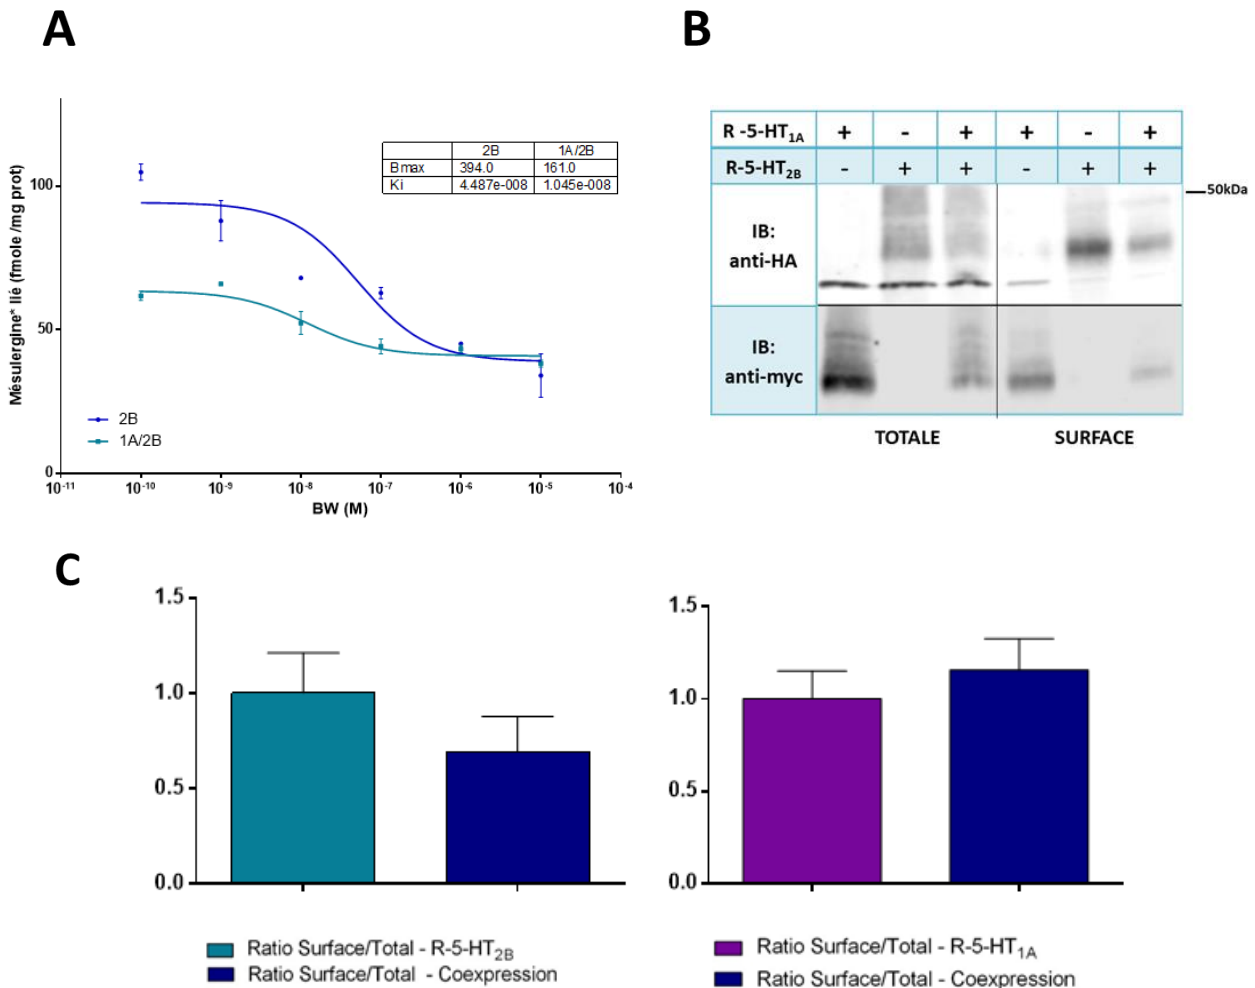 A
B
Mésulergine* lié (fmole /mg prot)
100
50
0
10-11
10-10
10-9
10-8
10-7
10-6
10-5
10-4
BW (M)
2B 1A/2B
Bmax 394.0 161.0
Ki 4.487e-008 1.045e-008
2B
1A/2B
R -5-HT1A + - + + - +
R-5-HT2B - + + - + +
50kDa
IB:
anti-HA
IB:
anti-myc
TOTALE
SURFACE
C
1.5
1.0
0.5
0.0
Ratio Surface/Total - R-5-HT2B
Ratio Surface/Total - Coexpression
1.5
1.0
0.5
0.0
Ratio Surface/Total - R-5-HT1A
Ratio Surface/Total - Coexpression